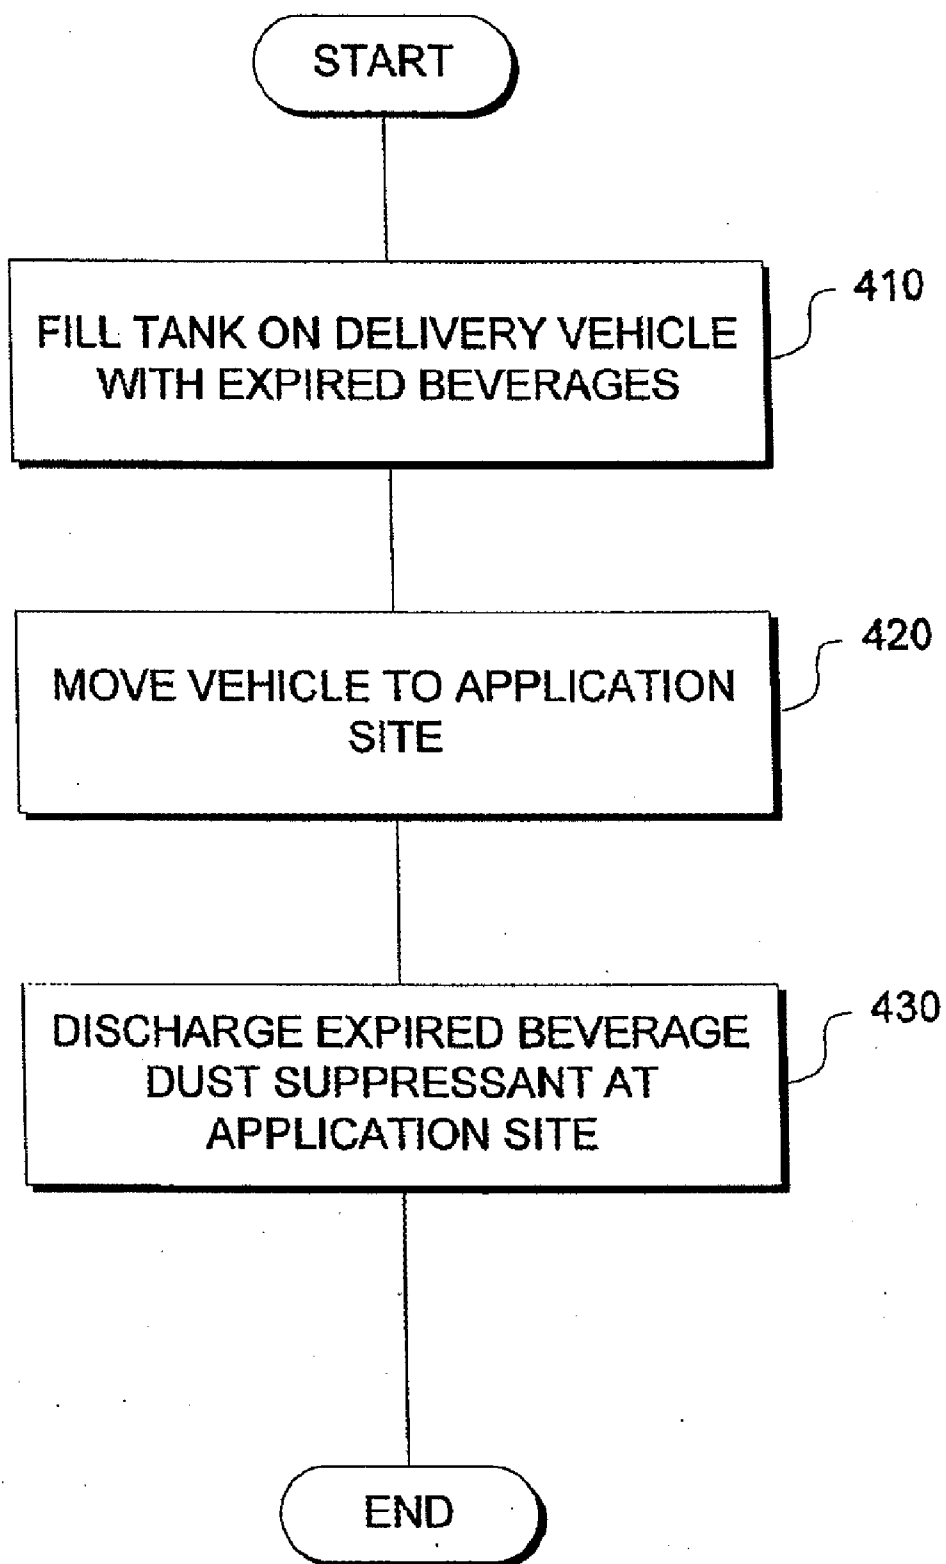 START
410
FILL TANK ON DELIVERY VEHICLE
WITH EXPIRED BEVERAGES
420
MOVE VEHICLE TO APPLICATION
SITE
430
DISCHARGE EXPIRED BEVERAGE
DUST SUPPRESSANT AT
APPLICATION SITE
END